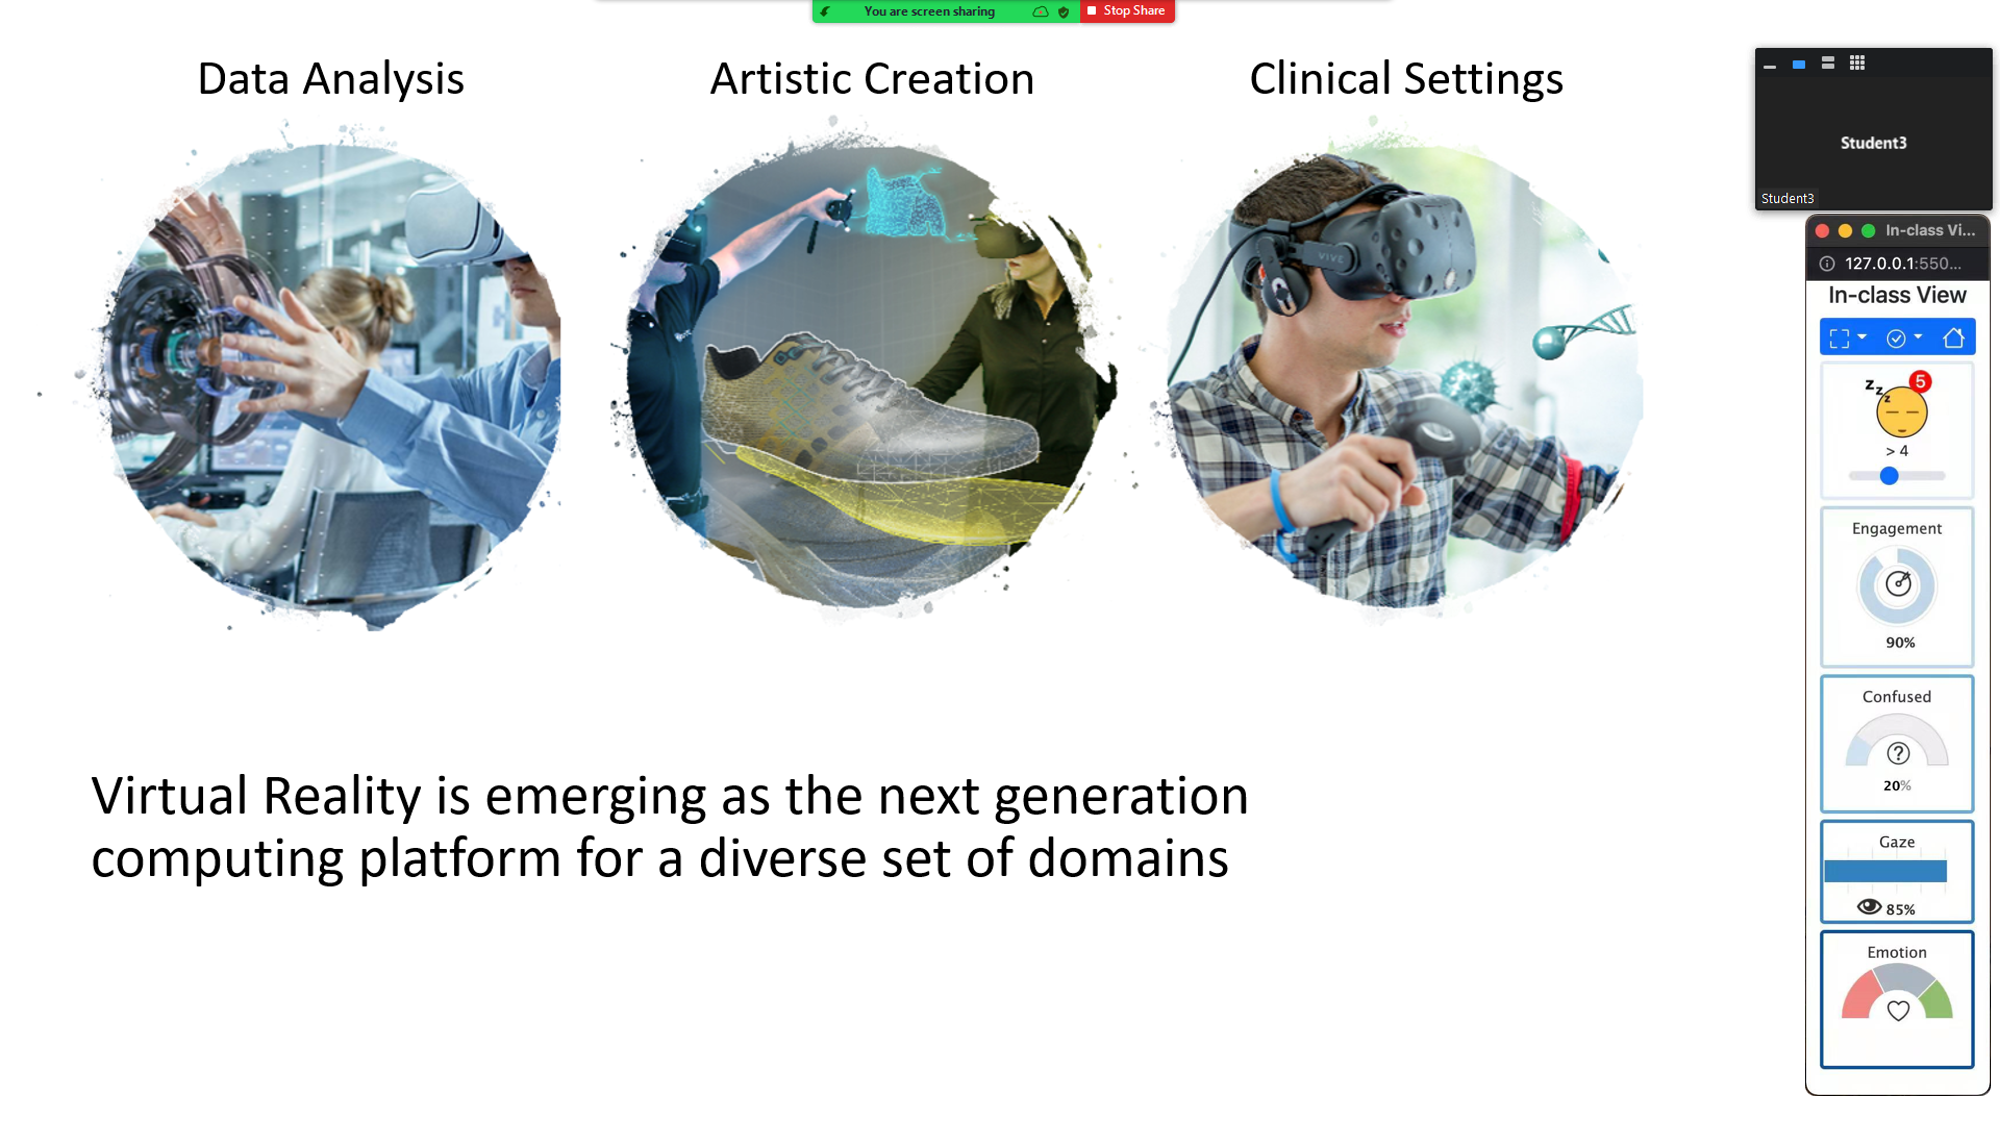 You are screen sharing
Stop Share
Data Analysis
Artistic Creation
Clinical Settings
VIVE
Virtual Reality is emerging as the next generation
computing platform for a diverse set of domains
Student3
Student3
In-class Vi...
127.0.0.1:550...
In-class View
z z z
5
> 4
Engagement
90%
Confused
?
20%
Gaze
85%
Emotion